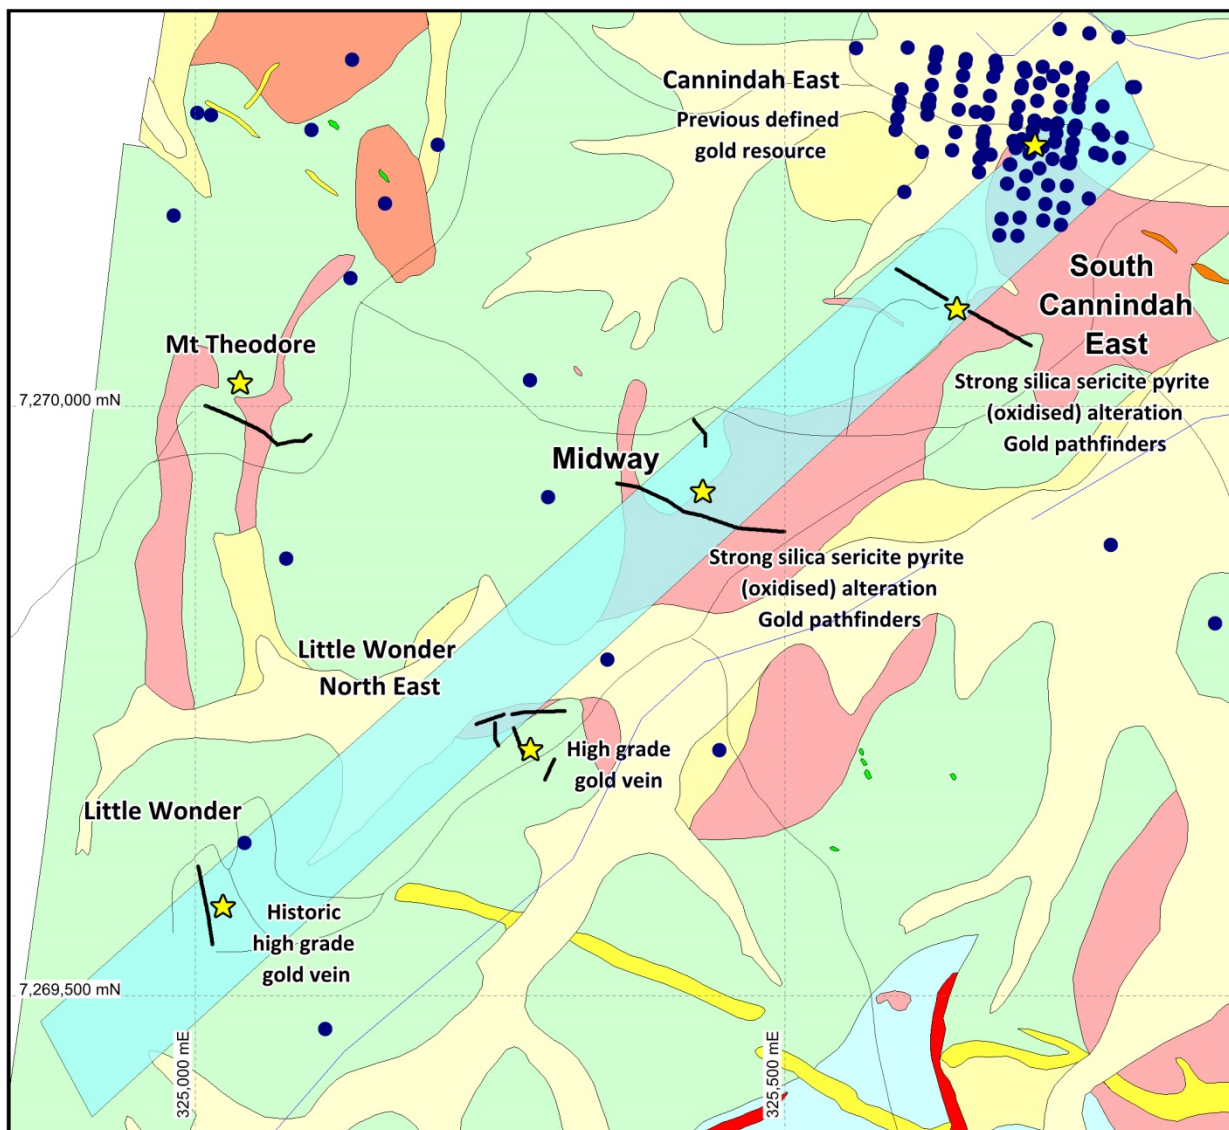 Cannindah East
Previous defined
gold resource
South
Cannindah
East
Strong silica sericite pyrite
(oxidised) alteration
Gold pathfinders
Mt Theodore
7,270,000 mN
Midway
Strong silica sericite pyrite
(oxidised) alteration
Gold pathfinders
Little Wonder
North East
High grade
gold vein
Little Wonder
Historic
high grade
gold vein
7,269,500 mN
325,000 mE
325,500 mE